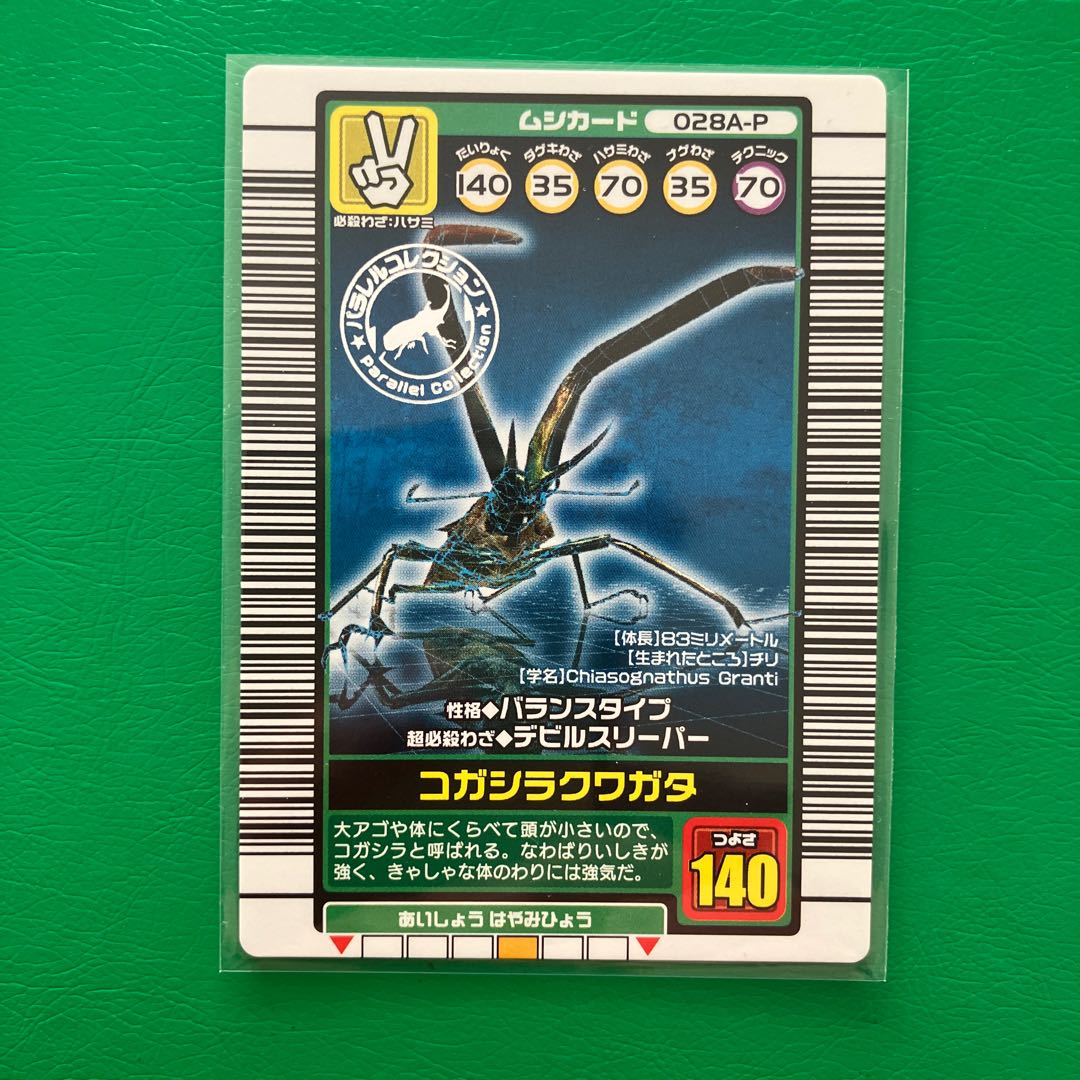 ムシカード 028A-P
たいりょく ダゲキわざ ハサミわざ ナゲわざ テクニック
140 35 70 35 70
必殺わざ:ハサミ
★パラレルコレクション★
Parallel Collection
【体長】83ミリメートル
【生まれたところ】チリ
【学名】Chiasognathus Granti
性格◆バランスタイプ
超必殺わざ◆デビルスリーパー
コガシラクワガタ
大アゴや体にくらべて頭が小さいので、
コガシラと呼ばれる。なわばりいしきが
強く、きゃしゃな体のわりには強気だ。
つよさ
140
あいしょう はやみひょう